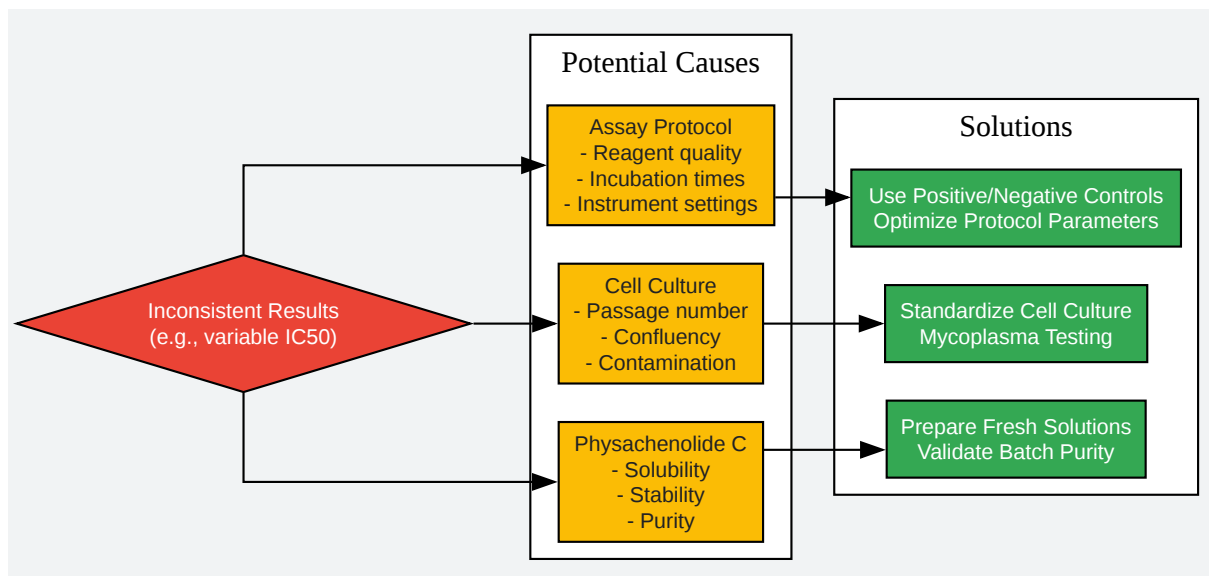 Potential Causes
Assay Protocol
- Reagent quality
- Incubation times
- Instrument settings
Solutions
Use Positive/Negative Controls
Optimize Protocol Parameters
Inconsistent Results
(e.g., variable IC50)
Cell Culture
- Passage number
- Confluency
- Contamination
Standardize Cell Culture
Mycoplasma Testing
Physachenolide C
- Solubility
- Stability
- Purity
Prepare Fresh Solutions
Validate Batch Purity